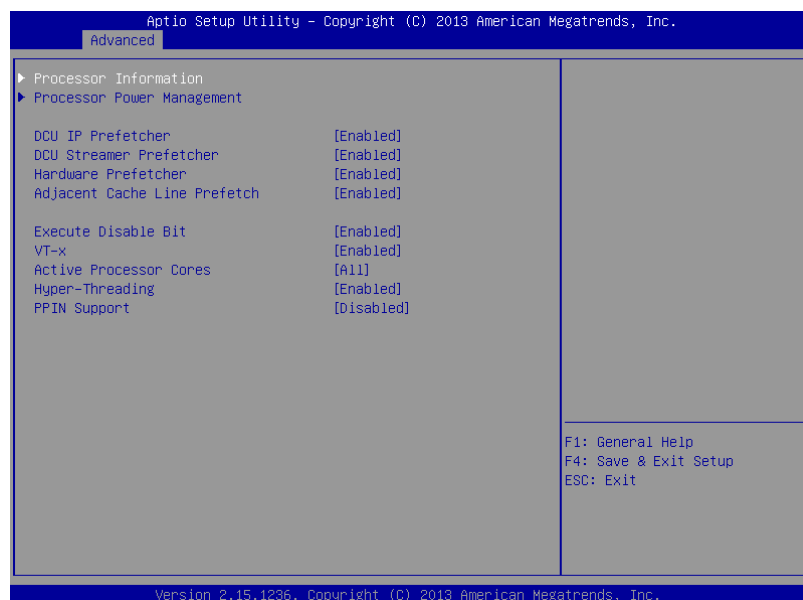 Aptio Setup Utility – Copyright (C) 2013 American Megatrends, Inc.
Advanced
Processor Information
Processor Power Management
DCU IP Prefetcher [Enabled]
DCU Streamer Prefetcher [Enabled]
Hardware Prefetcher [Enabled]
Adjacent Cache Line Prefetch [Enabled]
Execute Disable Bit [Enabled]
VT-x [Enabled]
Active Processor Cores [All]
Hyper-Threading [Enabled]
PPIN Support [Disabled]
F1: General Help
F4: Save & Exit Setup
ESC: Exit
Version 2.15.1236. Copyright (C) 2013 American Megatrends, Inc.